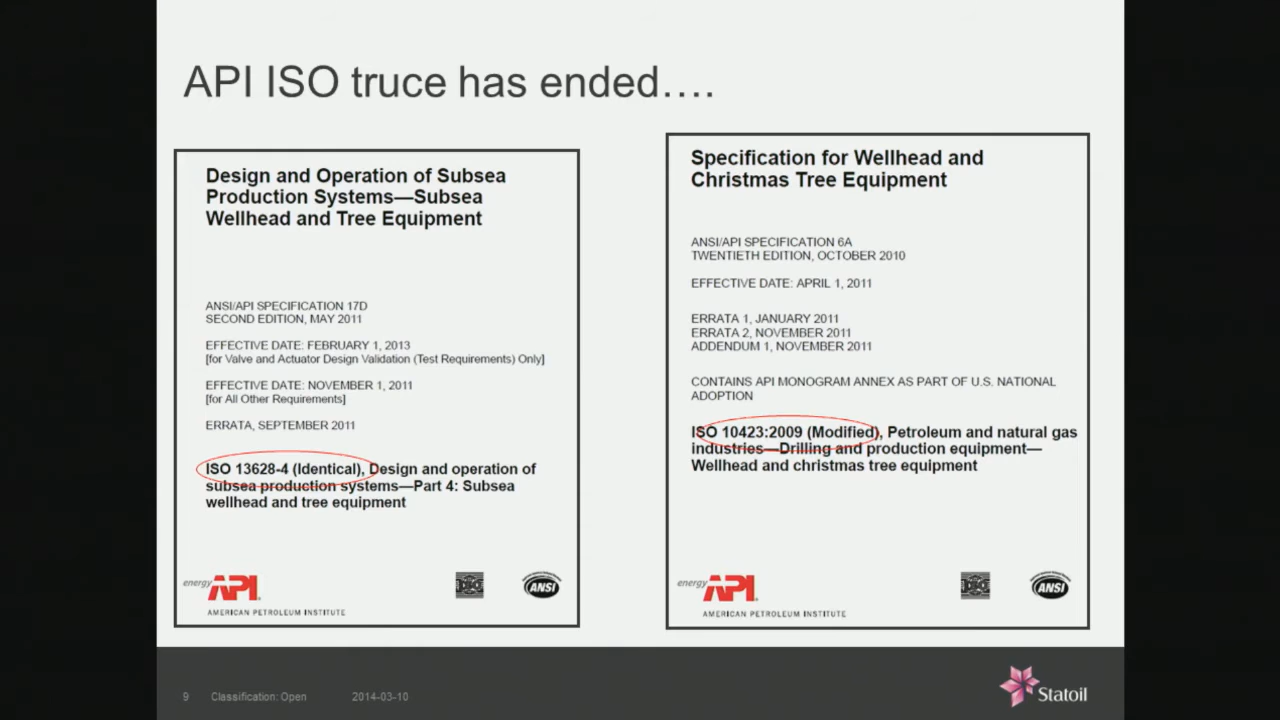 API ISO truce has ended….
Design and Operation of Subsea
Production Systems—Subsea
Wellhead and Tree Equipment
ANSI/API SPECIFICATION 17D
SECOND EDITION, MAY 2011
EFFECTIVE DATE: FEBRUARY 1, 2013
[for Valve and Actuator Design Validation (Test Requirements) Only]
EFFECTIVE DATE: NOVEMBER 1, 2011
[for All Other Requirements]
ERRATA, SEPTEMBER 2011
ISO 13628-4 (Identical), Design and operation of
subsea production systems—Part 4: Subsea
wellhead and tree equipment
energy API
AMERICAN PETROLEUM INSTITUTE
ISO
ANSI
Specification for Wellhead and
Christmas Tree Equipment
ANSI/API SPECIFICATION 6A
TWENTIETH EDITION, OCTOBER 2010
EFFECTIVE DATE: APRIL 1, 2011
ERRATA 1, JANUARY 2011
ERRATA 2, NOVEMBER 2011
ADDENDUM 1, NOVEMBER 2011
CONTAINS API MONOGRAM ANNEX AS PART OF U.S. NATIONAL
ADOPTION
ISO 10423:2009 (Modified), Petroleum and natural gas
industries—Drilling and production equipment—
Wellhead and christmas tree equipment
energy API
AMERICAN PETROLEUM INSTITUTE
ISO
ANSI
9 Classification: Open 2014-03-10
Statoil